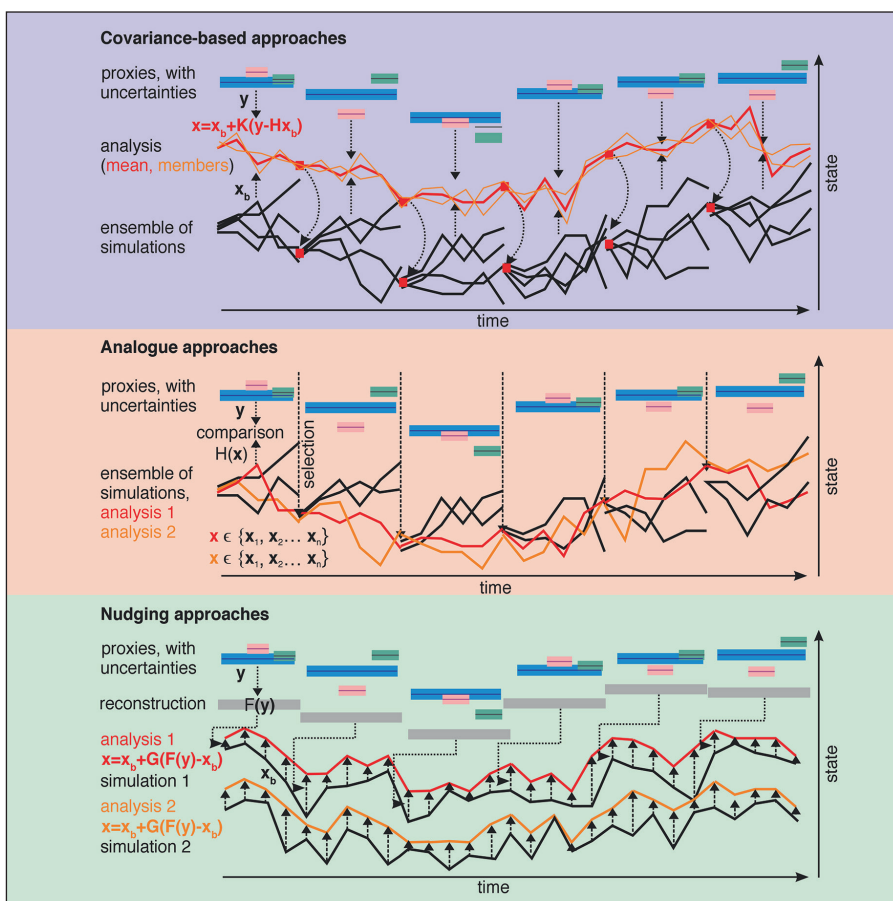 Covariance-based approaches
proxies, with
uncertainties
y
x=x_b+K(y-Hx_b)
analysis
(mean, members)
x_b
ensemble of
simulations
state
time
Analogue approaches
proxies, with
uncertainties
y
comparison
H(x)
selection
ensemble of
simulations,
analysis 1
analysis 2
x ϵ {x_1, x_2... x_n}
x ϵ {x_1, x_2... x_n}
state
time
Nudging approaches
proxies, with
uncertainties
y
reconstruction
F(y)
analysis 1
x=x_b+G(F(y)-x_b)
simulation 1
x_b
analysis 2
x=x_b+G(F(y)-x_b)
simulation 2
state
time